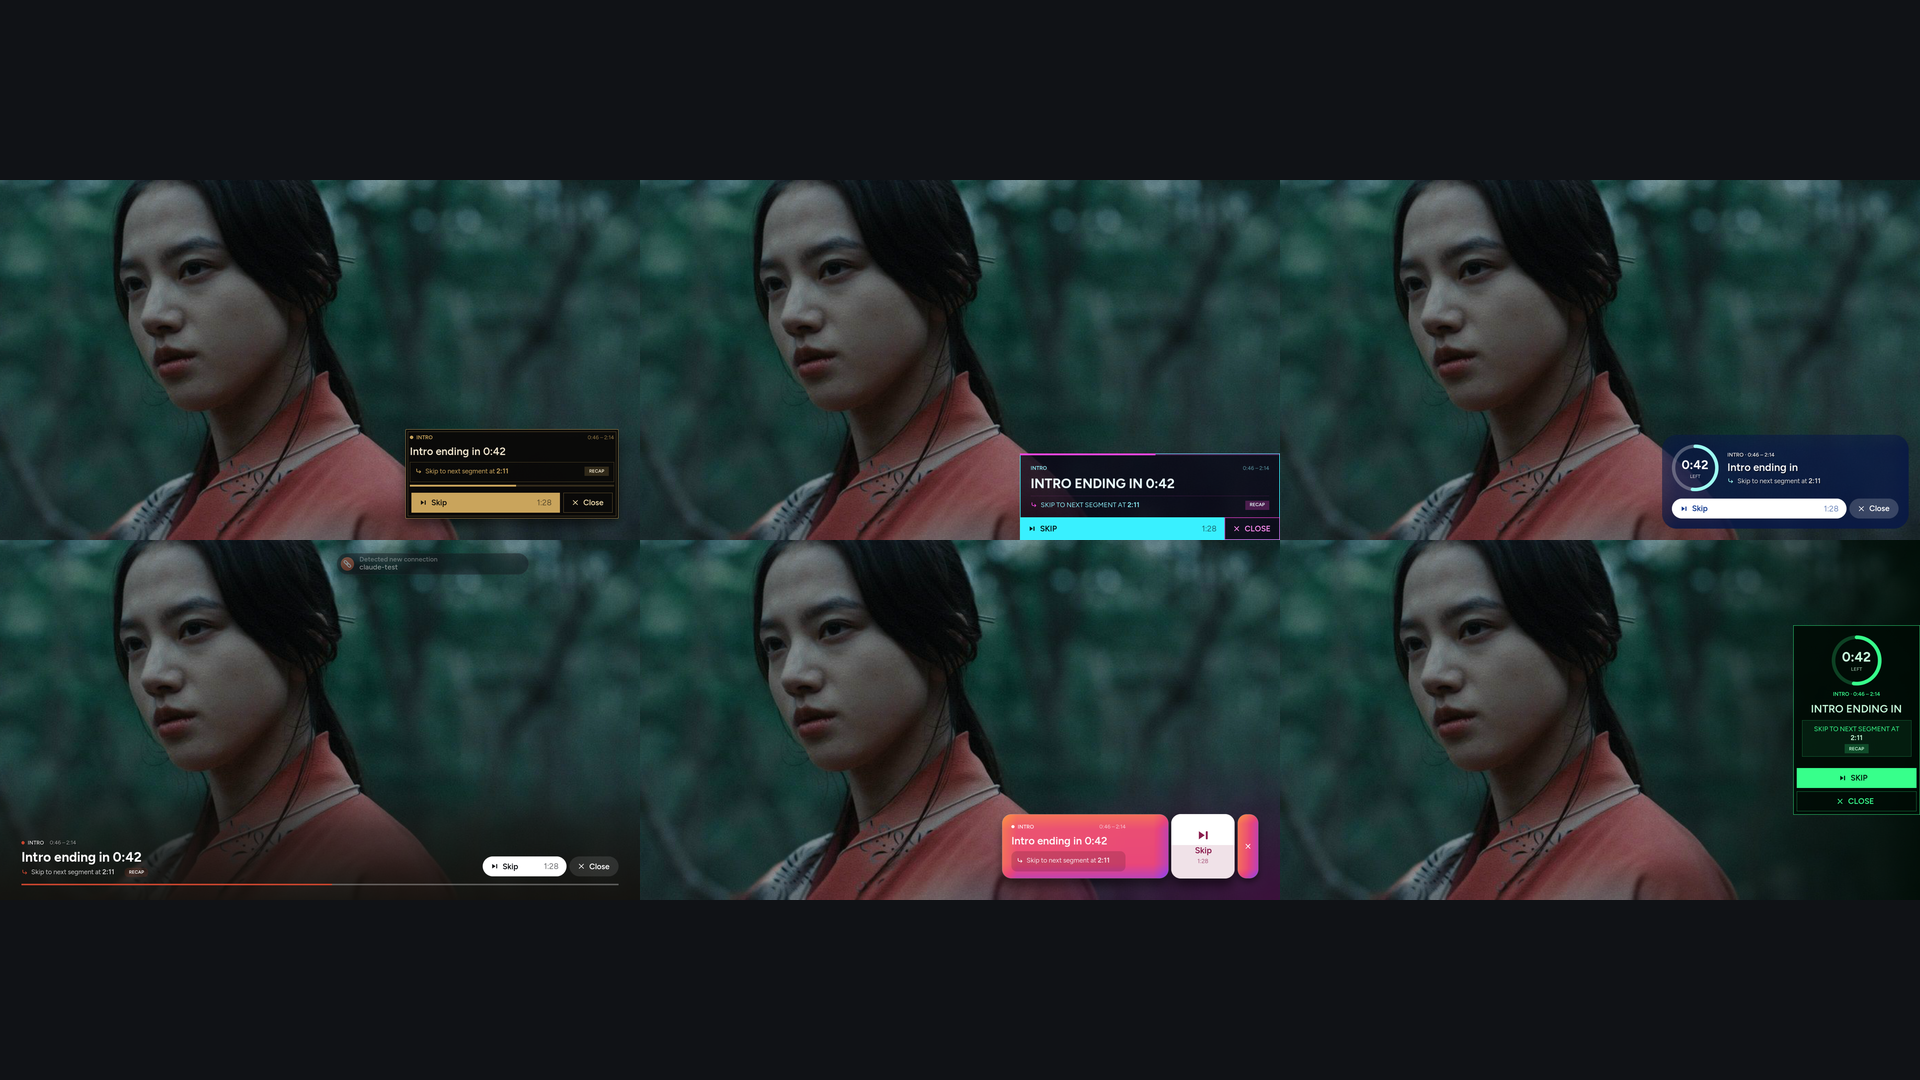 INTRO 0:46 – 2:14
Intro ending in 0:42
Skip to next segment at 2:11 RECAP
Skip 1:28 Close
INTRO 0:46 – 2:14
INTRO ENDING IN 0:42
SKIP TO NEXT SEGMENT AT 2:11 RECAP
SKIP 1:28 CLOSE
0:42
LEFT
INTRO · 0:46 – 2:14
Intro ending in
Skip to next segment at 2:11
Skip 1:28 Close
Detected new connection
claude-test
INTRO 0:46 – 2:14
Intro ending in 0:42
Skip to next segment at 2:11 RECAP
Skip 1:28 Close
INTRO 0:46 – 2:14
Intro ending in 0:42
Skip to next segment at 2:11
Skip
1:28
0:42
LEFT
INTRO · 0:46 – 2:14
INTRO ENDING IN
SKIP TO NEXT SEGMENT AT
2:11
RECAP
SKIP
CLOSE